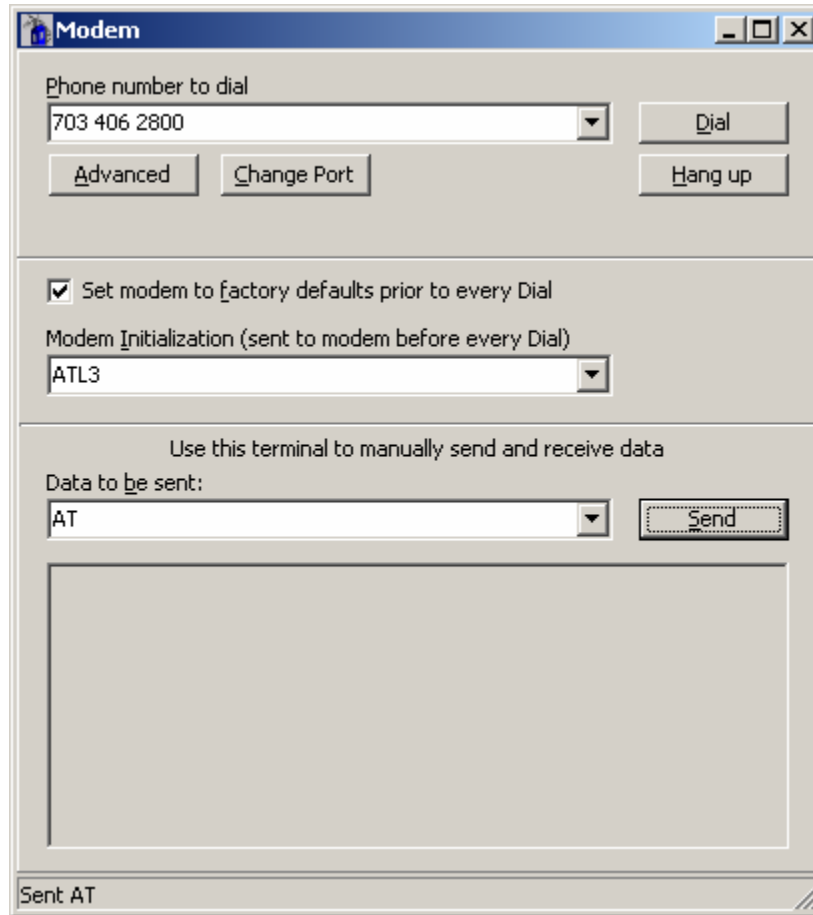 Modem
Phone number to dial
703 406 2800
Dial
Advanced
Change Port
Hang up
Set modem to factory defaults prior to every Dial
Modem Initialization (sent to modem before every Dial)
ATL3
Use this terminal to manually send and receive data
Data to be sent:
AT
Send
Sent AT